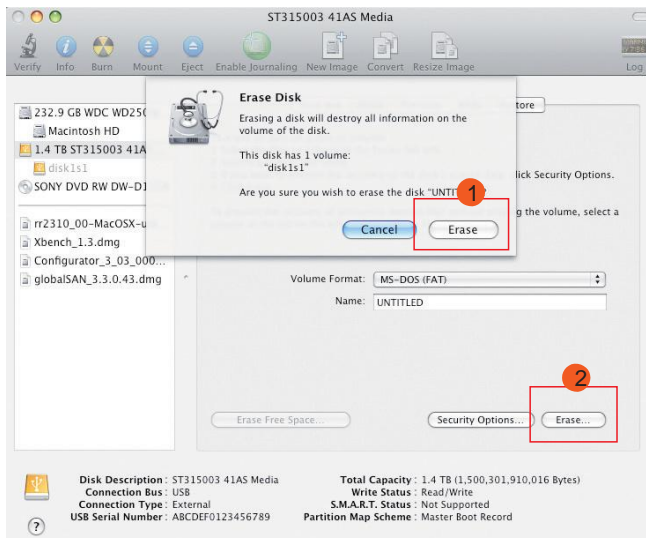 ST315003 41AS Media
Verify Info Burn Mount Eject Enable Journaling New Image Convert Resize Image Log
232.9 GB WDC WD25
Macintosh HD
1.4 TB ST315003 41A
disk1s1
SONY DVD RW DW-D1
rr2310_00-MacOSX-u
Xbench_1.3.dmg
Configurator_3_03_000...
globalSAN_3.3.0.43.dmg
Erase Disk
Erasing a disk will destroy all information on the
volume of the disk.
This disk has 1 volume:
"disk1s1"
Are you sure you wish to erase the disk "UNTI
1
Cancel Erase
tore
lick Security Options.
g the volume, select a
Volume Format: MS-DOS (FAT)
Name: UNTITLED
2
Erase Free Space... Security Options... Erase...
Disk Description : ST315003 41AS Media
Connection Bus : USB
Connection Type : External
USB Serial Number : ABCDEF0123456789
Total Capacity : 1.4 TB (1,500,301,910,016 Bytes)
Write Status : Read/Write
S.M.A.R.T. Status : Not Supported
Partition Map Scheme : Master Boot Record
?